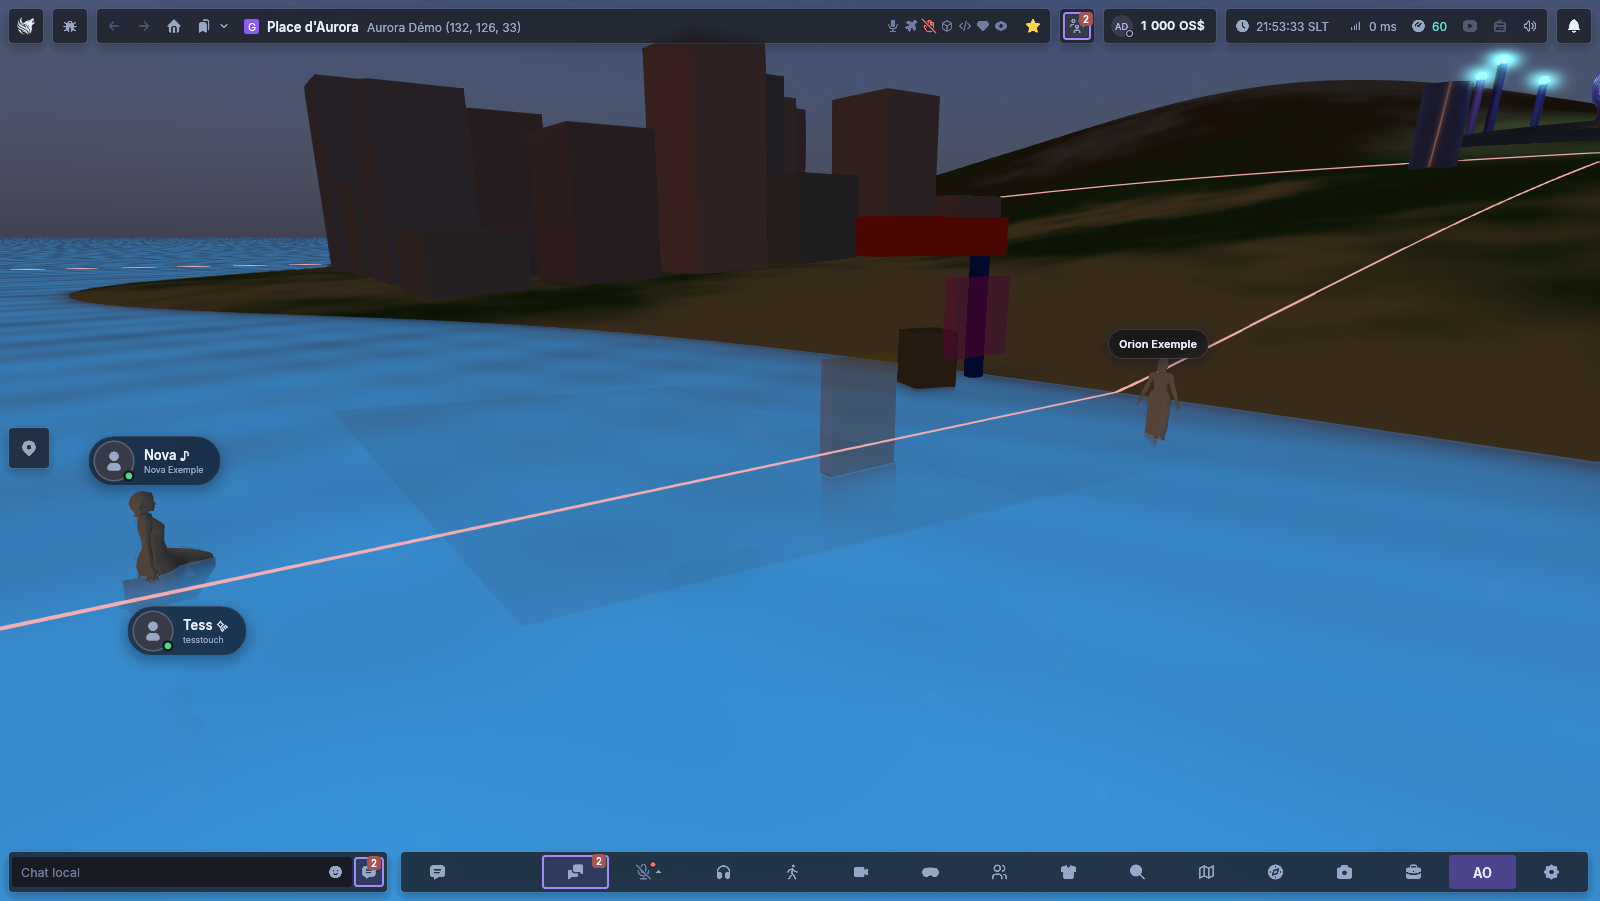 G Place d'Aurora Aurora Démo (132, 126, 33)
2
AD 1 000 OS$
21:53:33 SLT 0 ms 60
Orion Exemple
Nova
Nova Exemple
Tess
tesstouch
Chat local
2
2
AO